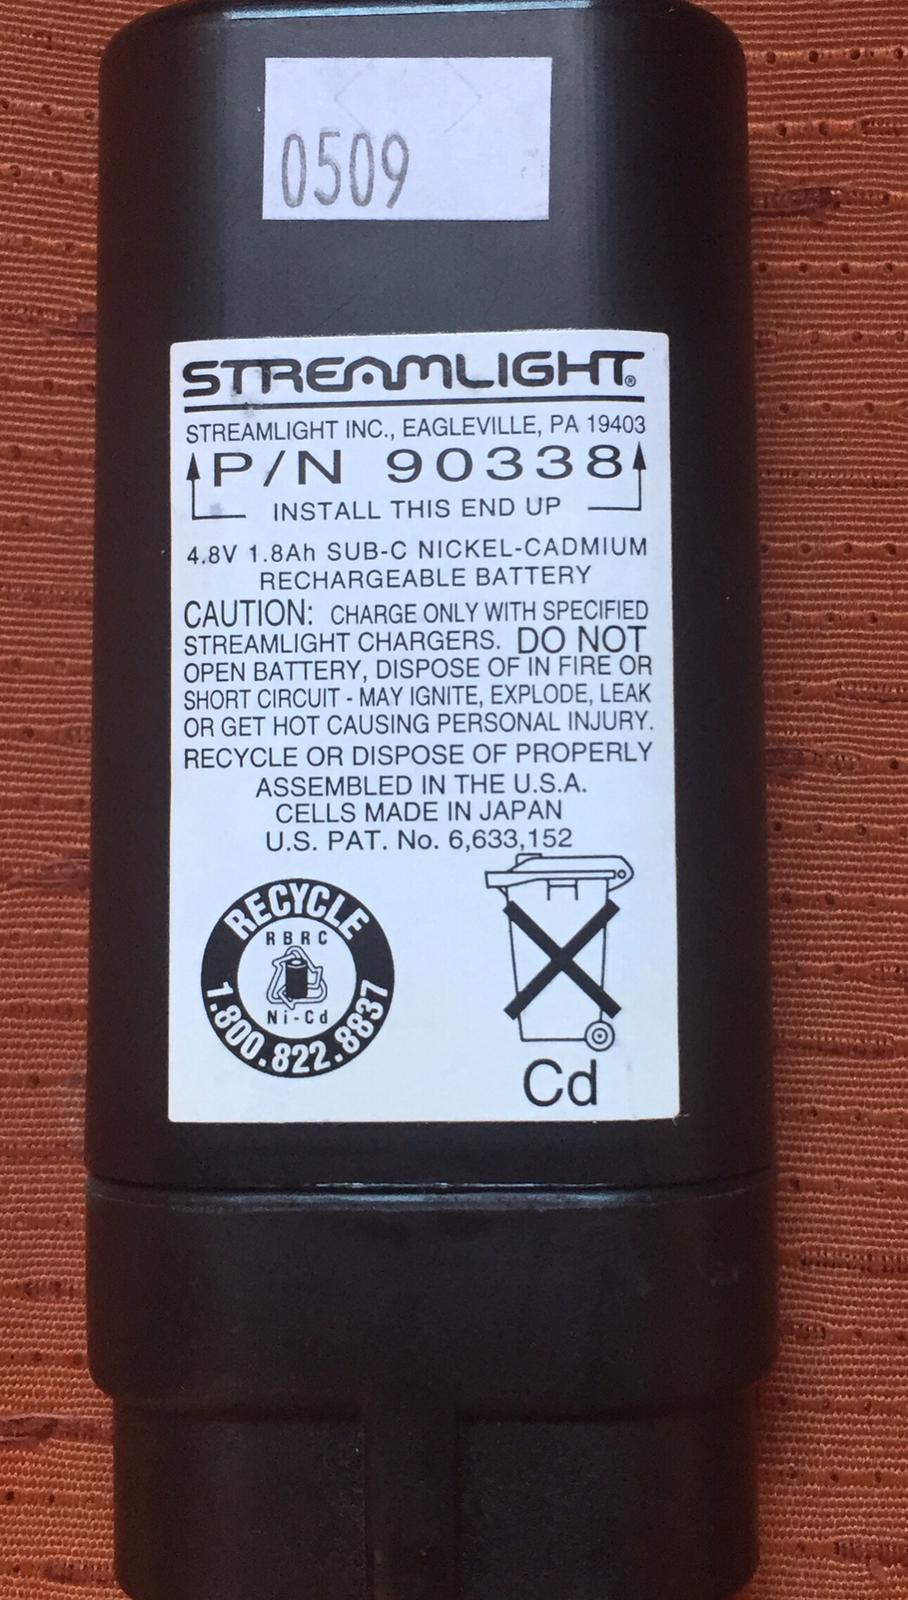 0509
STREAMLIGHT®
STREAMLIGHT INC., EAGLEVILLE, PA 19403
P/N 90338
INSTALL THIS END UP
4.8V 1.8Ah SUB-C NICKEL-CADMIUM
RECHARGEABLE BATTERY
CAUTION: CHARGE ONLY WITH SPECIFIED
STREAMLIGHT CHARGERS. DO NOT
OPEN BATTERY, DISPOSE OF IN FIRE OR
SHORT CIRCUIT - MAY IGNITE, EXPLODE, LEAK
OR GET HOT CAUSING PERSONAL INJURY.
RECYCLE OR DISPOSE OF PROPERLY
ASSEMBLED IN THE U.S.A.
CELLS MADE IN JAPAN
U.S. PAT. No. 6,633,152
RECYCLE
RBRC
Ni-Cd
1.800.822.8837
Cd